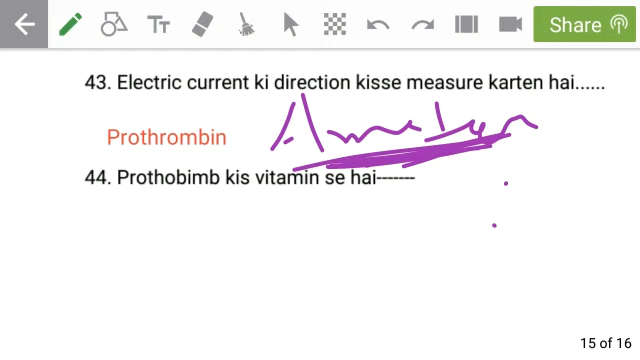 Share
43. Electric current ki direction kisse measure karten hai......
Prothrombin
44. Prothobimb kis vitamin se hai-------
15 of 16